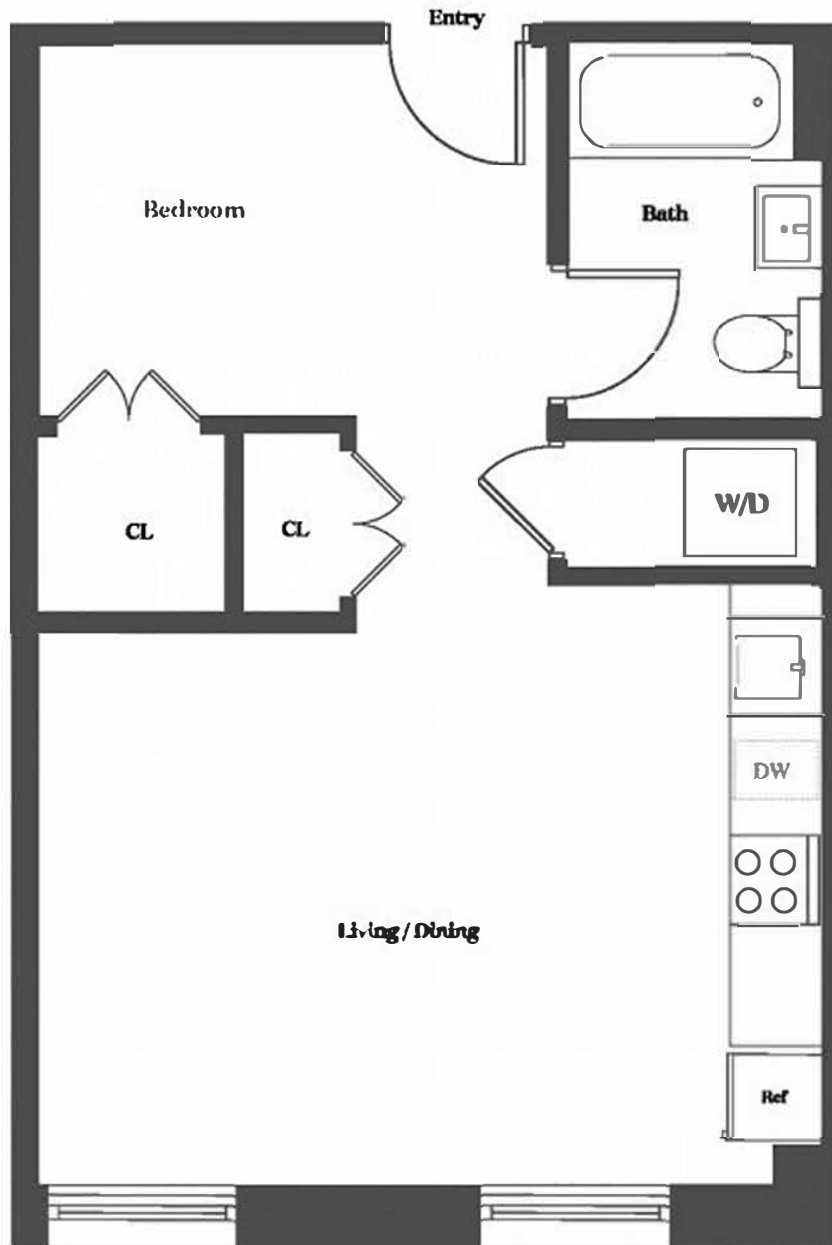 Entry
Bedroom
Bath
CL
CL
W/D
DW
Living / Dining
Ref